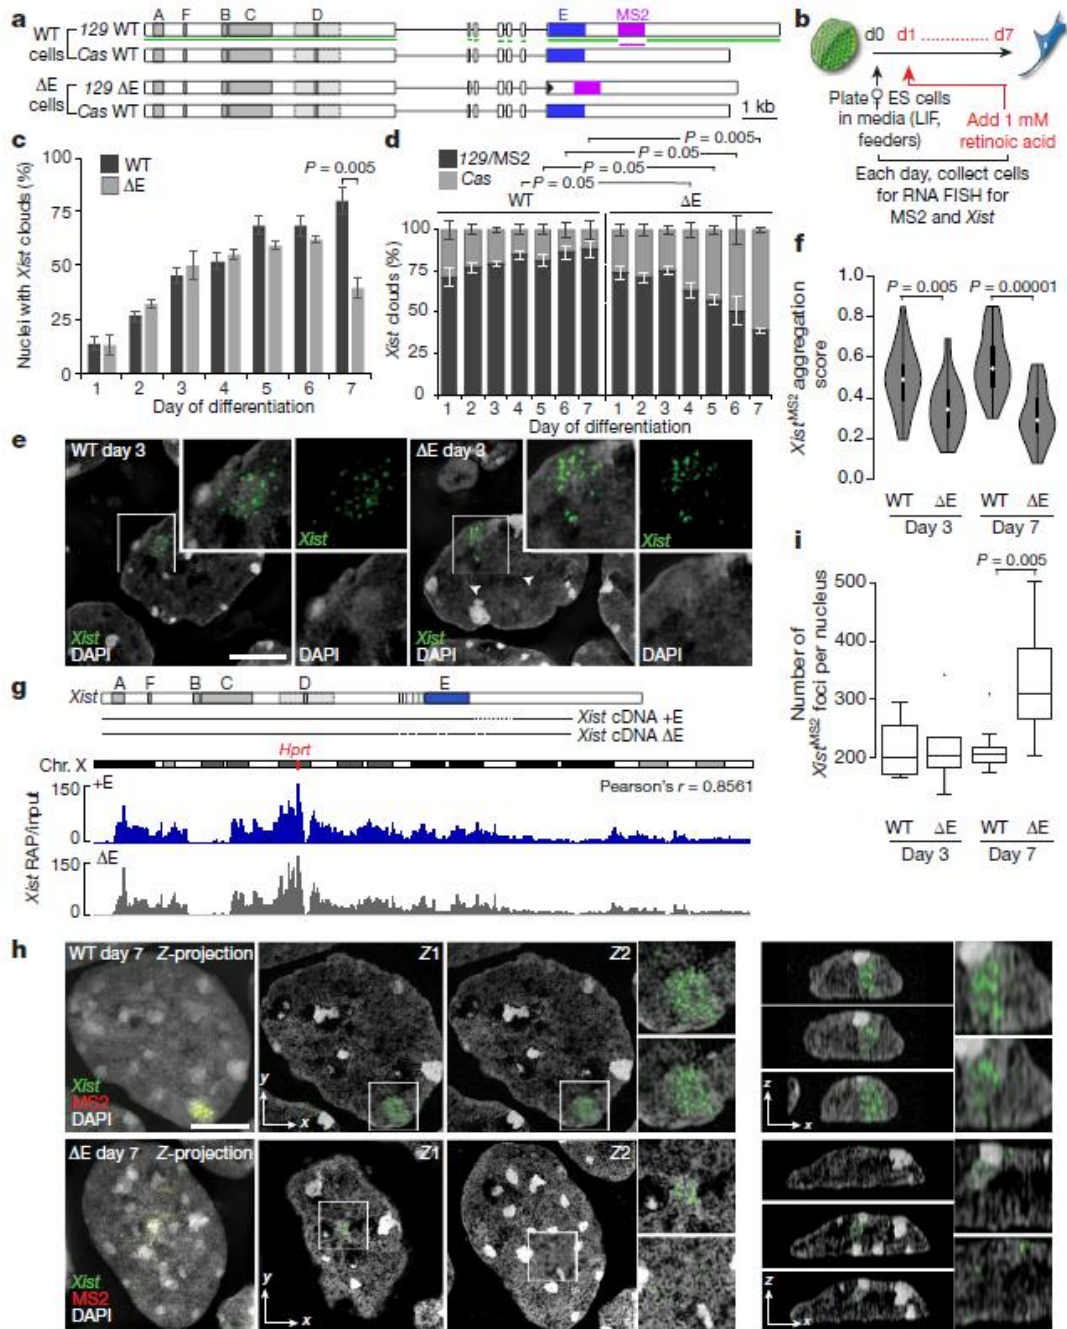 a
A F B C D E MS2
WT cells
129 WT
Cas WT
ΔE cells
129 ΔE
Cas WT
1 kb
b
d0 d1 .............. d7
Plate ♀ ES cells
in media (LIF,
feeders)
Add 1 mM
retinoic acid
Each day, collect cells
for RNA FISH for
MS2 and Xist
c
Nuclei with Xist clouds (%)
100
75
50
25
0
WT
ΔE
P = 0.005
1 2 3 4 5 6 7
Day of differentiation
d
129/MS2
Cas
P = 0.005
P = 0.05
P = 0.05
P = 0.05
WT ΔE
Xist clouds (%)
100
75
50
25
0
1 2 3 4 5 6 7 1 2 3 4 5 6 7
Day of differentiation
e
WT day 3
Xist
DAPI
Xist
DAPI
ΔE day 3
Xist
DAPI
Xist
DAPI
f
Xist^MS2 aggregation
score
1.0
0.8
0.6
0.4
0.2
0.0
P = 0.005 P = 0.00001
WT ΔE WT ΔE
Day 3 Day 7
g
Xist
A F B C D E
Xist cDNA +E
Xist cDNA ΔE
Hprt
Chr. X
Pearson's r = 0.8561
Xist RAP/input
+E
150
0
ΔE
150
0
h
WT day 7 Z-projection
Xist
MS2
DAPI
Z1
y
x
Z2
z
x
ΔE day 7 Z-projection
Xist
MS2
DAPI
Z1
y
x
Z2
z
x
i
Number of
Xist^MS2 foci per nucleus
500
400
300
200
P = 0.005
WT ΔE WT ΔE
Day 3 Day 7